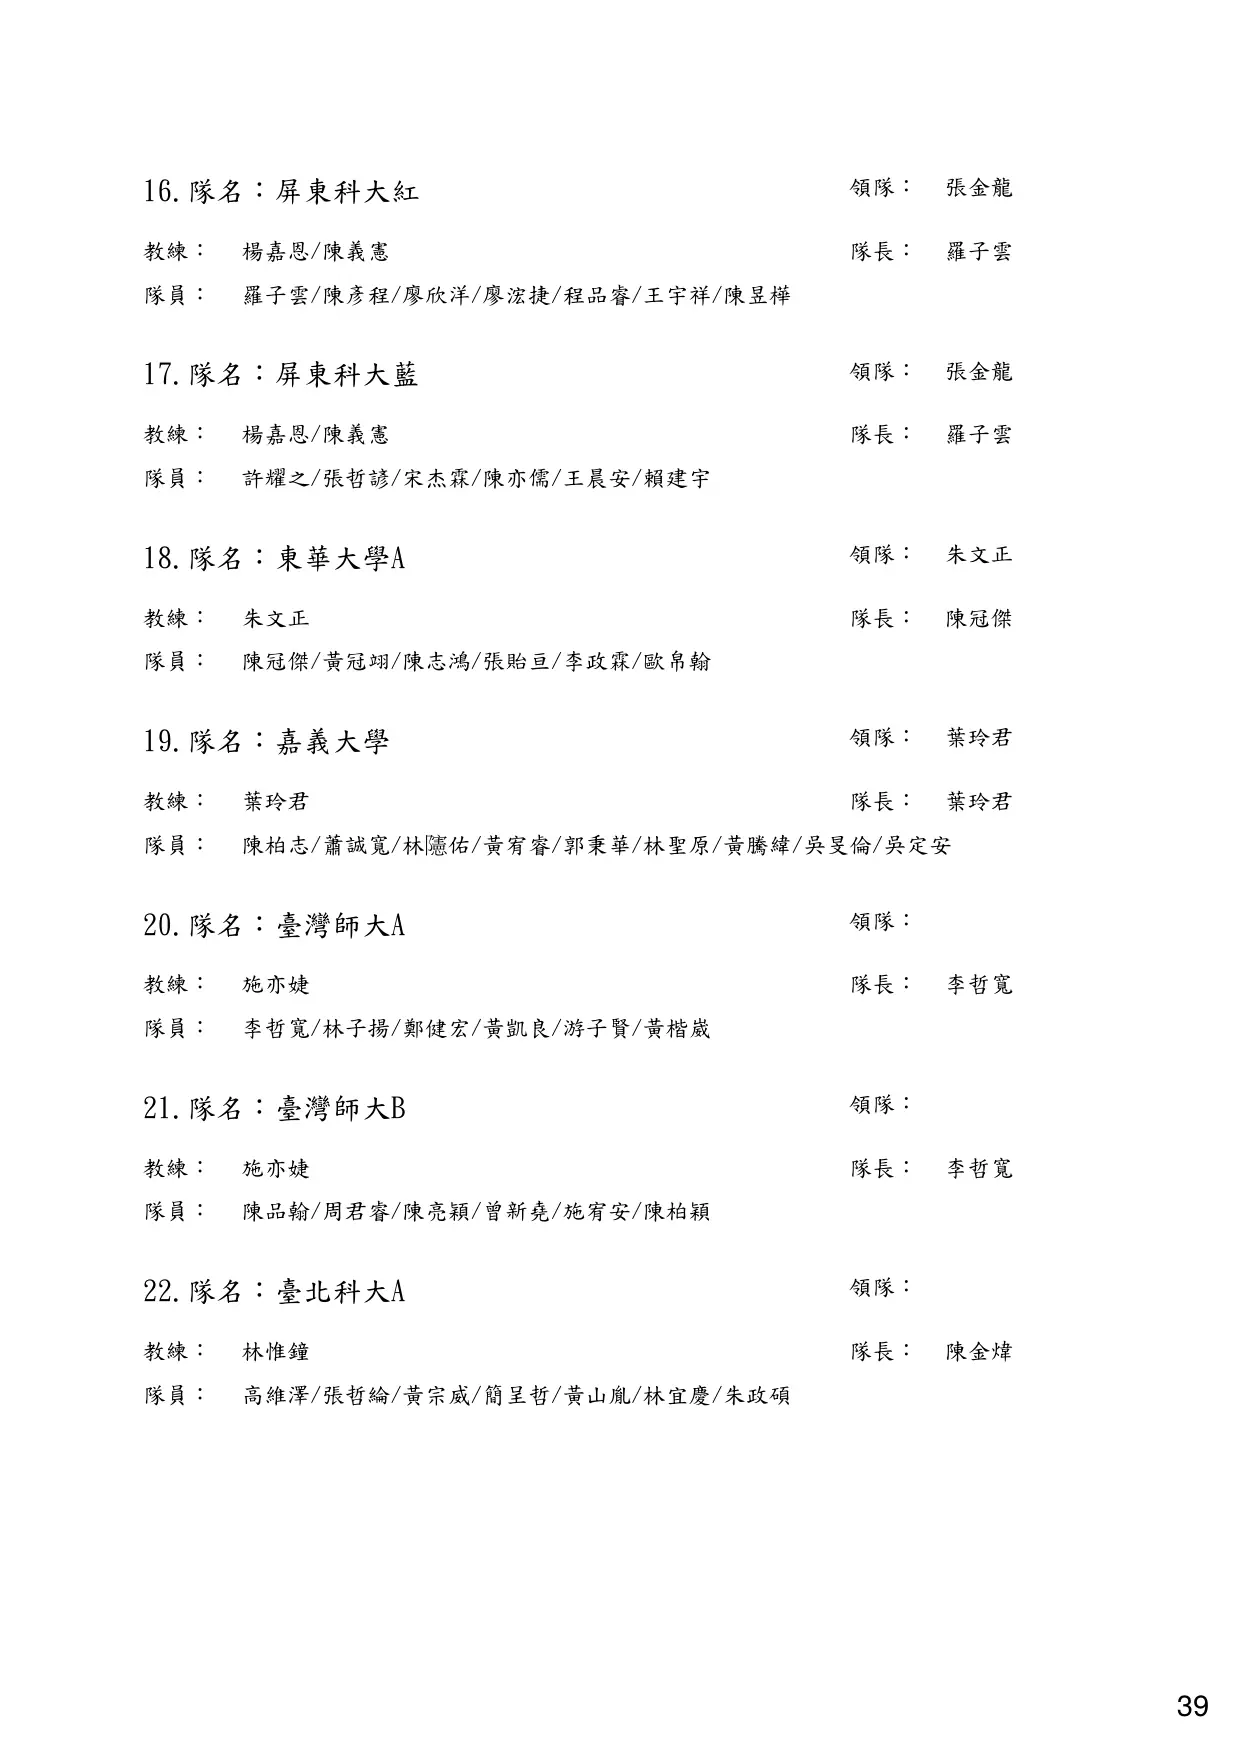 16.隊名：屏東科大紅 領隊： 張金龍
教練： 楊嘉恩/陳義憲 隊長： 羅子雲
隊員： 羅子雲/陳彥程/廖欣洋/廖浤捷/程品睿/王宇祥/陳昱樺
17.隊名：屏東科大藍 領隊： 張金龍
教練： 楊嘉恩/陳義憲 隊長： 羅子雲
隊員： 許耀之/張哲諺/宋杰霖/陳亦儒/王晨安/賴建宇
18.隊名：東華大學A 領隊： 朱文正
教練： 朱文正 隊長： 陳冠傑
隊員： 陳冠傑/黃冠翊/陳志鴻/張貽亘/李政霖/歐帛翰
19.隊名：嘉義大學 領隊： 葉玲君
教練： 葉玲君 隊長： 葉玲君
隊員： 陳柏志/蕭誠寬/林佑/黃宥睿/郭秉華/林聖原/黃騰緯/吳旻倫/吳定安
20.隊名：臺灣師大A 領隊：
教練： 施亦婕 隊長： 李哲寬
隊員： 李哲寬/林子揚/鄭健宏/黃凱良/游子賢/黃楷崴
21.隊名：臺灣師大B 領隊：
教練： 施亦婕 隊長： 李哲寬
隊員： 陳品翰/周君睿/陳亮穎/曾新堯/施宥安/陳柏穎
22.隊名：臺北科大A 領隊：
教練： 林惟鐘 隊長： 陳金煒
隊員： 高維澤/張哲綸/黃宗威/簡呈哲/黃山胤/林宜慶/朱政碩
39